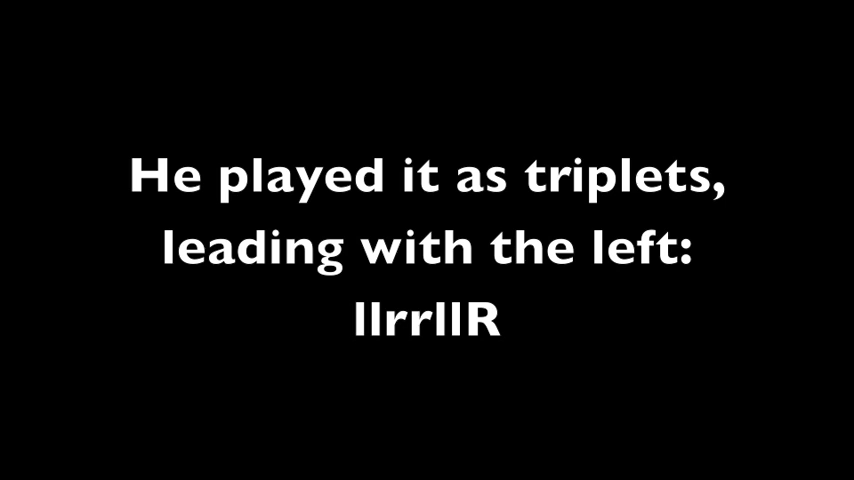 He played it as triplets,
leading with the left:
llrrllR